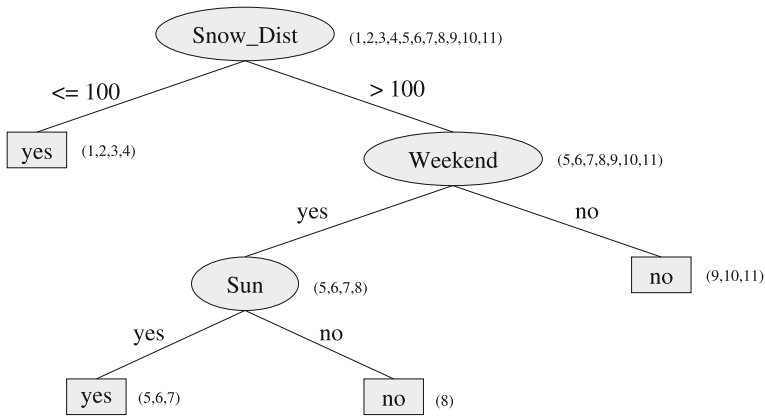 Snow_Dist (1,2,3,4,5,6,7,8,9,10,11)
<= 100 > 100
yes (1,2,3,4) Weekend (5,6,7,8,9,10,11)
yes no
Sun (5,6,7,8) no (9,10,11)
yes no
yes (5,6,7) no (8)